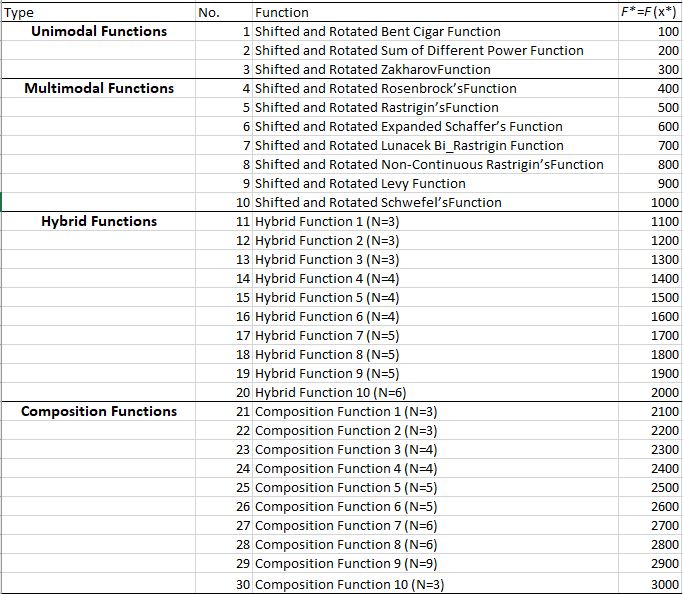 Type No. Function F*=F(x*)
Unimodal Functions 1 Shifted and Rotated Bent Cigar Function 100
2 Shifted and Rotated Sum of Different Power Function 200
3 Shifted and Rotated ZakharovFunction 300
Multimodal Functions 4 Shifted and Rotated Rosenbrock'sFunction 400
5 Shifted and Rotated Rastrigin'sFunction 500
6 Shifted and Rotated Expanded Schaffer's Function 600
7 Shifted and Rotated Lunacek Bi_Rastrigin Function 700
8 Shifted and Rotated Non-Continuous Rastrigin'sFunction 800
9 Shifted and Rotated Levy Function 900
10 Shifted and Rotated Schwefel'sFunction 1000
Hybrid Functions 11 Hybrid Function 1 (N=3) 1100
12 Hybrid Function 2 (N=3) 1200
13 Hybrid Function 3 (N=3) 1300
14 Hybrid Function 4 (N=4) 1400
15 Hybrid Function 5 (N=4) 1500
16 Hybrid Function 6 (N=4) 1600
17 Hybrid Function 7 (N=5) 1700
18 Hybrid Function 8 (N=5) 1800
19 Hybrid Function 9 (N=5) 1900
20 Hybrid Function 10 (N=6) 2000
Composition Functions 21 Composition Function 1 (N=3) 2100
22 Composition Function 2 (N=3) 2200
23 Composition Function 3 (N=4) 2300
24 Composition Function 4 (N=4) 2400
25 Composition Function 5 (N=5) 2500
26 Composition Function 6 (N=5) 2600
27 Composition Function 7 (N=6) 2700
28 Composition Function 8 (N=6) 2800
29 Composition Function 9 (N=9) 2900
30 Composition Function 10 (N=3) 3000